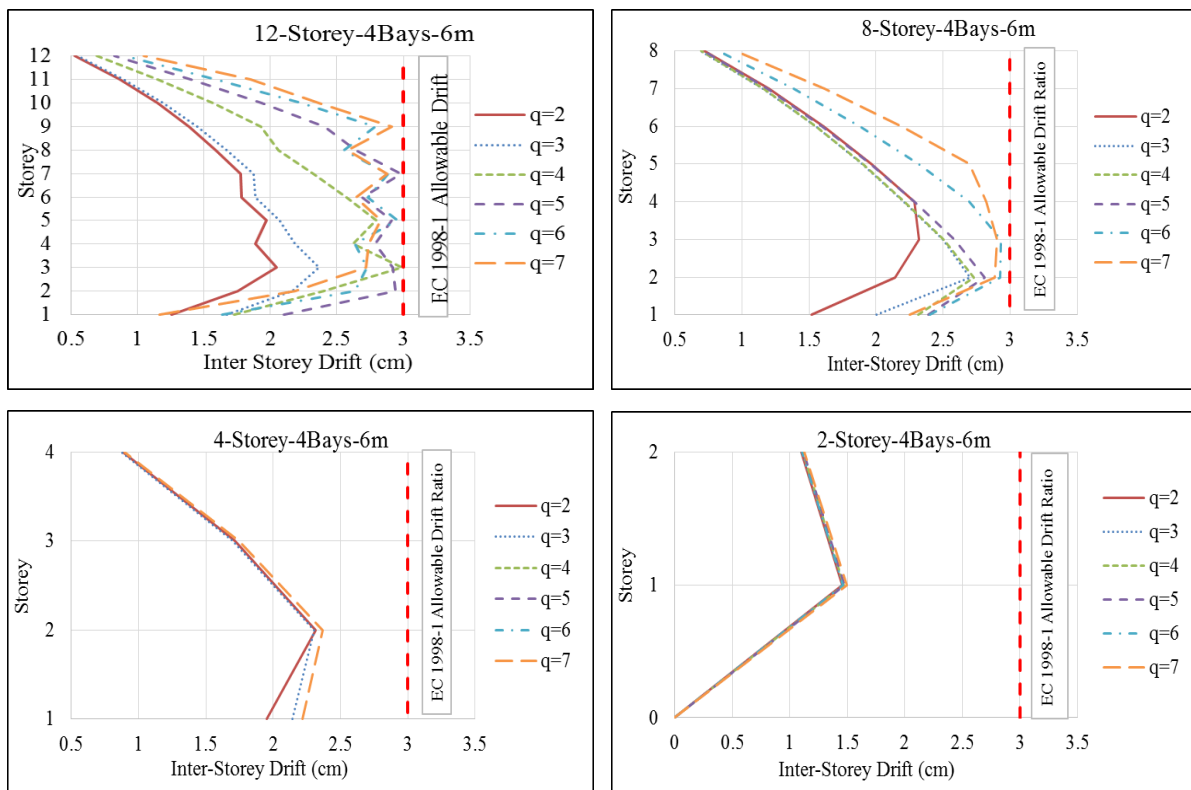 12-Storey-4Bays-6m
Storey
12
11
10
9
8
7
6
5
4
3
2
1
0.5 1 1.5 2 2.5 3 3.5
Inter Storey Drift (cm)
EC 1998-1 Allowable Drift
q=2
q=3
q=4
q=5
q=6
q=7
8-Storey-4Bays-6m
Storey
8
7
6
5
4
3
2
1
0.5 1 1.5 2 2.5 3 3.5
Inter-Storey Drift (cm)
EC 1998-1 Allowable Drift Ratio
q=2
q=3
q=4
q=5
q=6
q=7
4-Storey-4Bays-6m
Storey
4
3
2
1
0.5 1 1.5 2 2.5 3 3.5
Inter-Storey Drift (cm)
EC 1998-1 Allowable Drift Ratio
q=2
q=3
q=4
q=5
q=6
q=7
2-Storey-4Bays-6m
Storey
2
1
0
0 0.5 1 1.5 2 2.5 3 3.5
Inter-Storey Drift (cm)
EC 1998-1 Allowable Drift Ratio
q=2
q=3
q=4
q=5
q=6
q=7